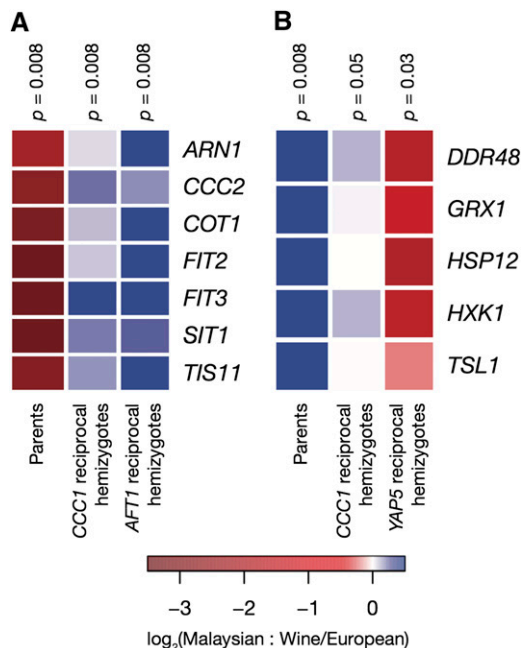 A
B
p = 0.008
p = 0.008
p = 0.008
p = 0.008
p = 0.05
p = 0.03
ARN1
CCC2
COT1
FIT2
FIT3
SIT1
TIS11
DDR48
GRX1
HSP12
HXK1
TSL1
Parents
CCC1 reciprocal
hemizygotes
AFT1 reciprocal
hemizygotes
Parents
CCC1 reciprocal
hemizygotes
YAP5 reciprocal
hemizygotes
−3 −2 −1 0
log₂(Malaysian : Wine/European)